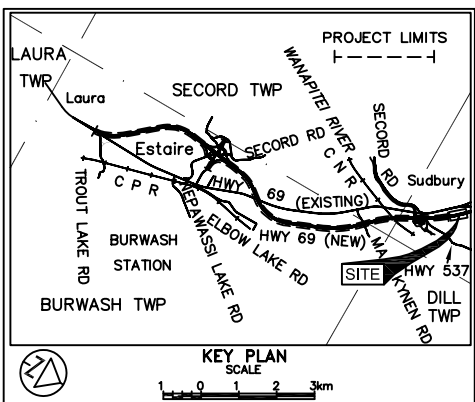 PROJECT LIMITS
LAURA
TWP
Laura
SECOND TWP
WANAPITEI RIVER
C N R
SECORD RD
SECORD RD
Sudbury
Estaire
C P R
HWY 69 (EXISTING)
HWY 69 (NEW)
TROUT LAKE RD
NEPAWASSI LAKE RD
ELBOW LAKE RD
BURWASH
STATION
BURWASH TWP
SITE
HWY 537
DILL
TWP
KYNEN RD
KEY PLAN
SCALE
1 0 1 2 3km